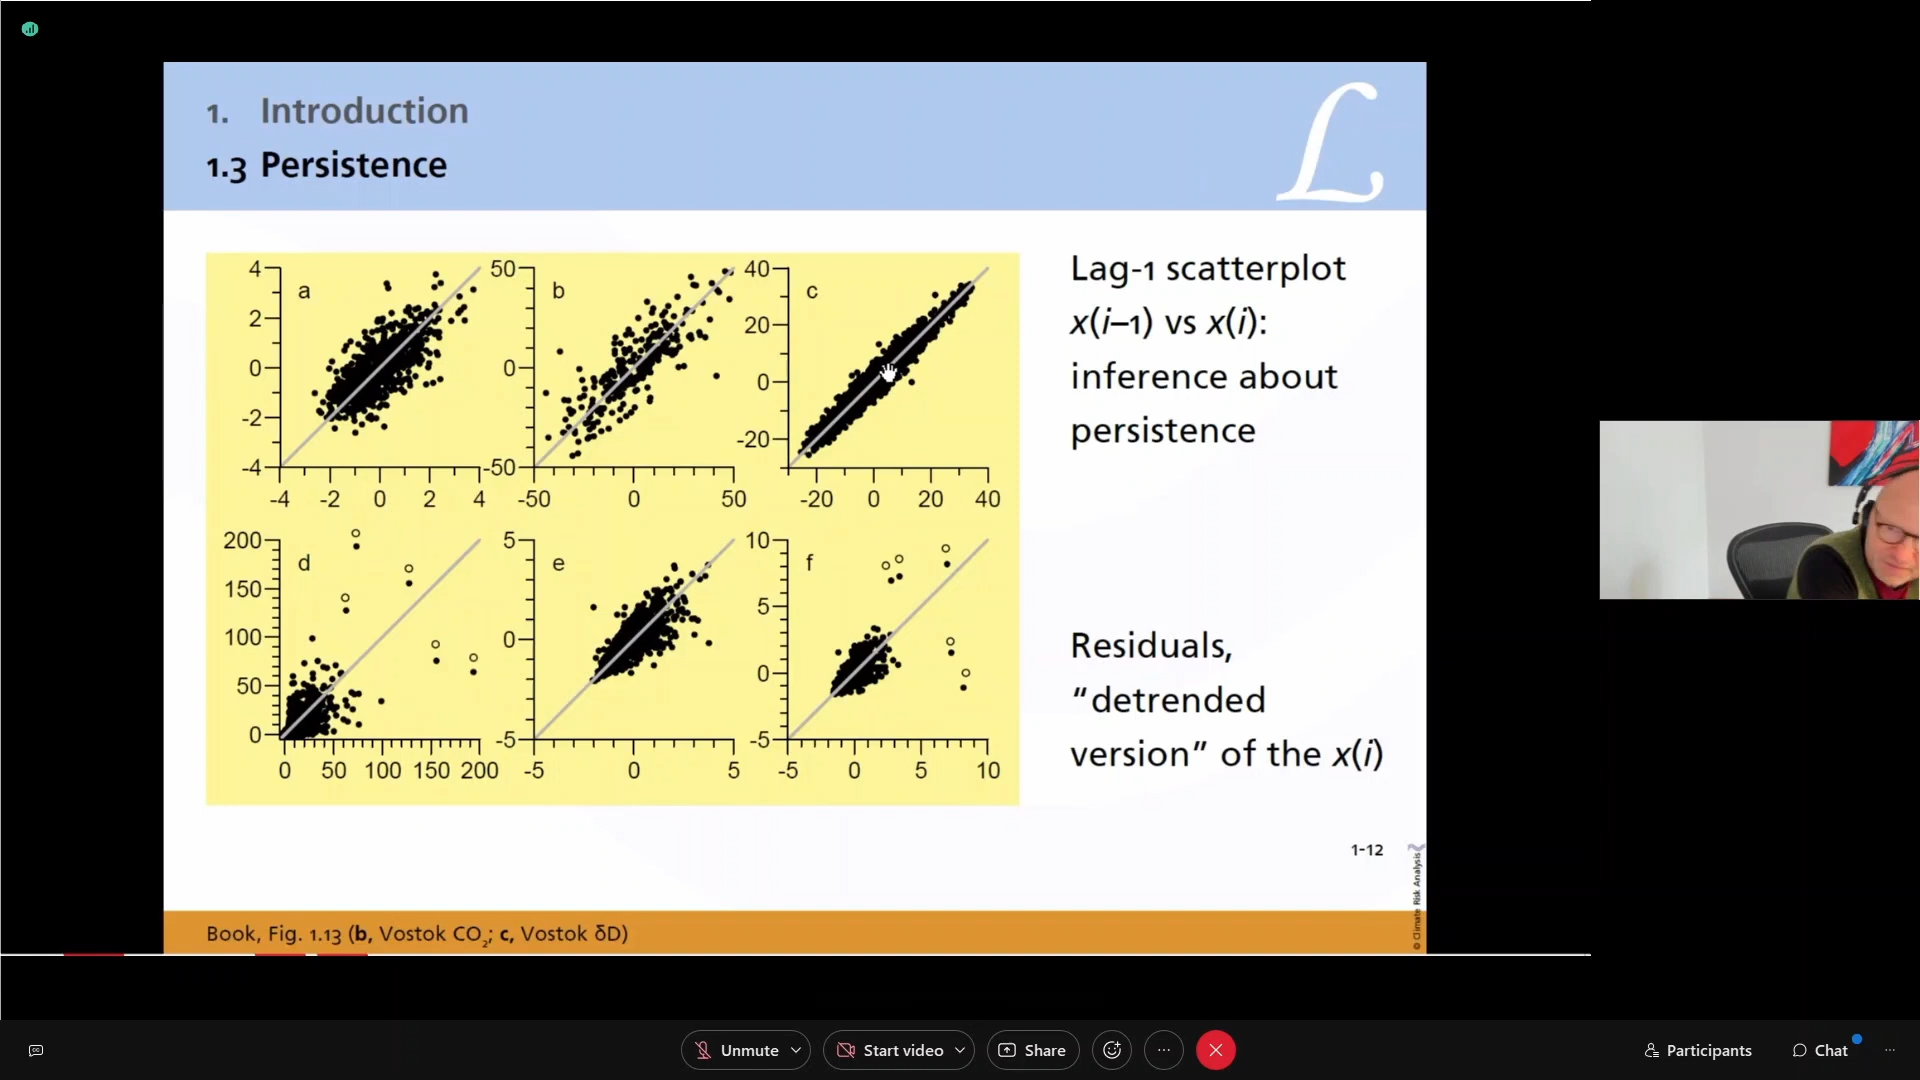 1. Introduction
1.3 Persistence
L
Lag-1 scatterplot
x(i–1) vs x(i):
inference about
persistence
Residuals,
“detrended
version” of the x(i)
a
4
2
0
-2
-4
-4 -2 0 2 4
b
50
0
-50
-50 0 50
c
40
20
0
-20
-20 0 20 40
d
200
150
100
50
0
0 50 100 150 200
e
5
0
-5
-5 0 5
f
10
5
0
-5
-5 0 5 10
1-12
© Climate Risk Analysis
Book, Fig. 1.13 (b, Vostok CO₂; c, Vostok δD)
Unmute
Start video
Share
Participants
Chat